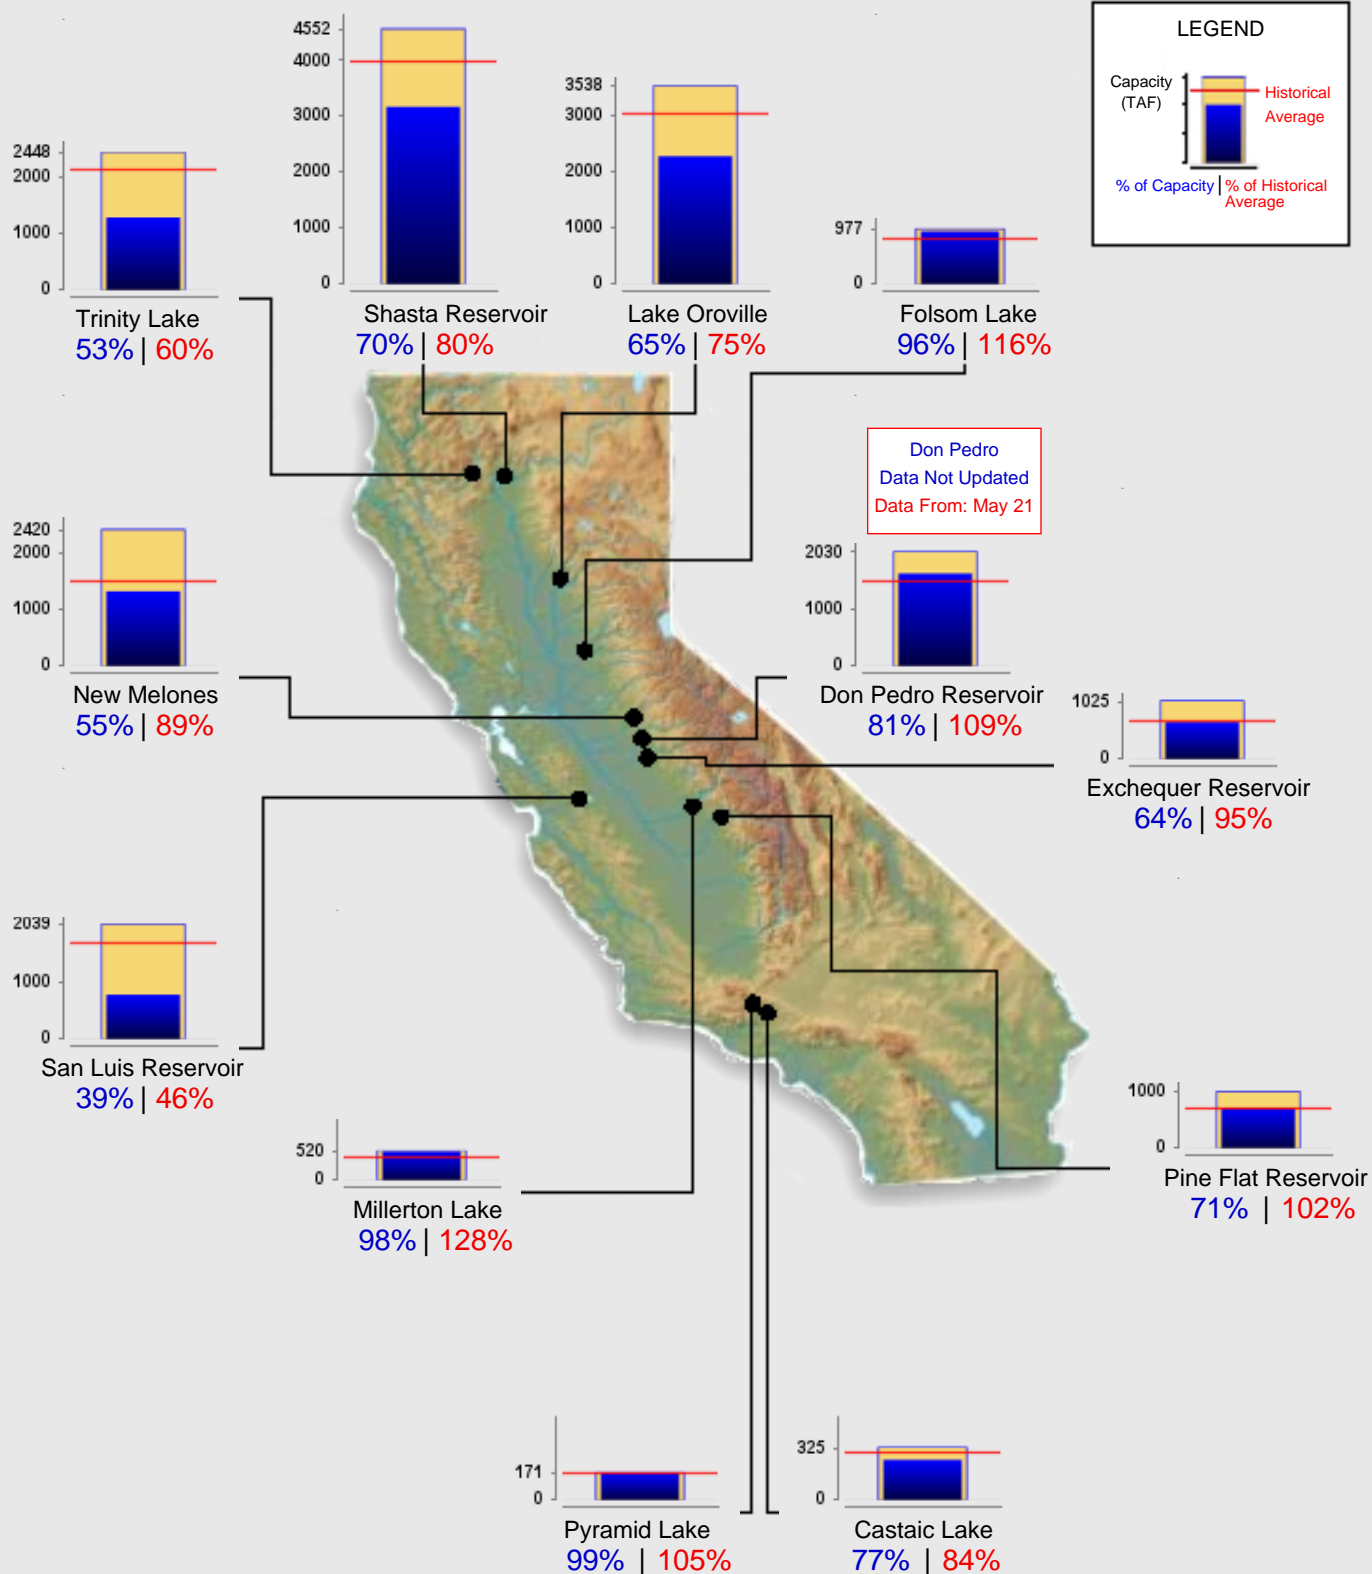 LEGEND
Capacity
(TAF)
Historical
Average
% of Capacity | % of Historical
Average
4552
4000
3000
2000
1000
0
Shasta Reservoir
70% | 80%
3538
3000
2000
1000
0
Lake Oroville
65% | 75%
2448
2000
1000
0
Trinity Lake
53% | 60%
977
0
Folsom Lake
96% | 116%
Don Pedro
Data Not Updated
Data From: May 21
2030
1000
0
Don Pedro Reservoir
81% | 109%
2420
2000
1000
0
New Melones
55% | 89%
1025
0
Exchequer Reservoir
64% | 95%
2039
1000
0
San Luis Reservoir
39% | 46%
1000
0
Pine Flat Reservoir
71% | 102%
520
0
Millerton Lake
98% | 128%
171
0
Pyramid Lake
99% | 105%
325
0
Castaic Lake
77% | 84%